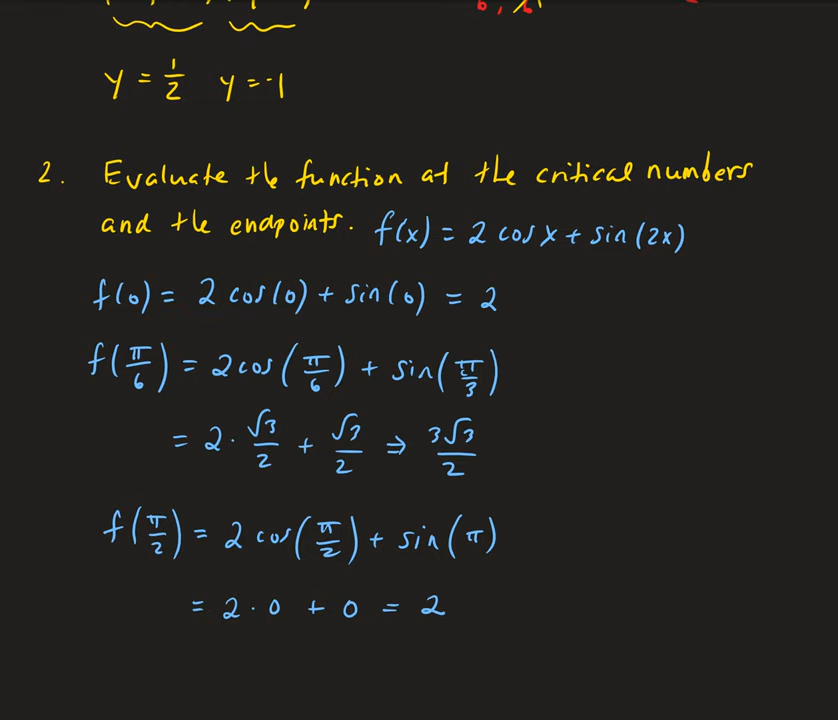 y = 1/2 y = -1
2. Evaluate the function at the critical numbers
and the endpoints. f(x) = 2 cos x + sin(2x)
f(0) = 2 cos(0) + sin(0) = 2
f(π/6) = 2cos(π/6) + sin(π/3)
= 2 · √3/2 + √3/2 ⇒ 3√3/2
f(π/2) = 2 cos(π/2) + sin(π)
= 2 · 0 + 0 = 2